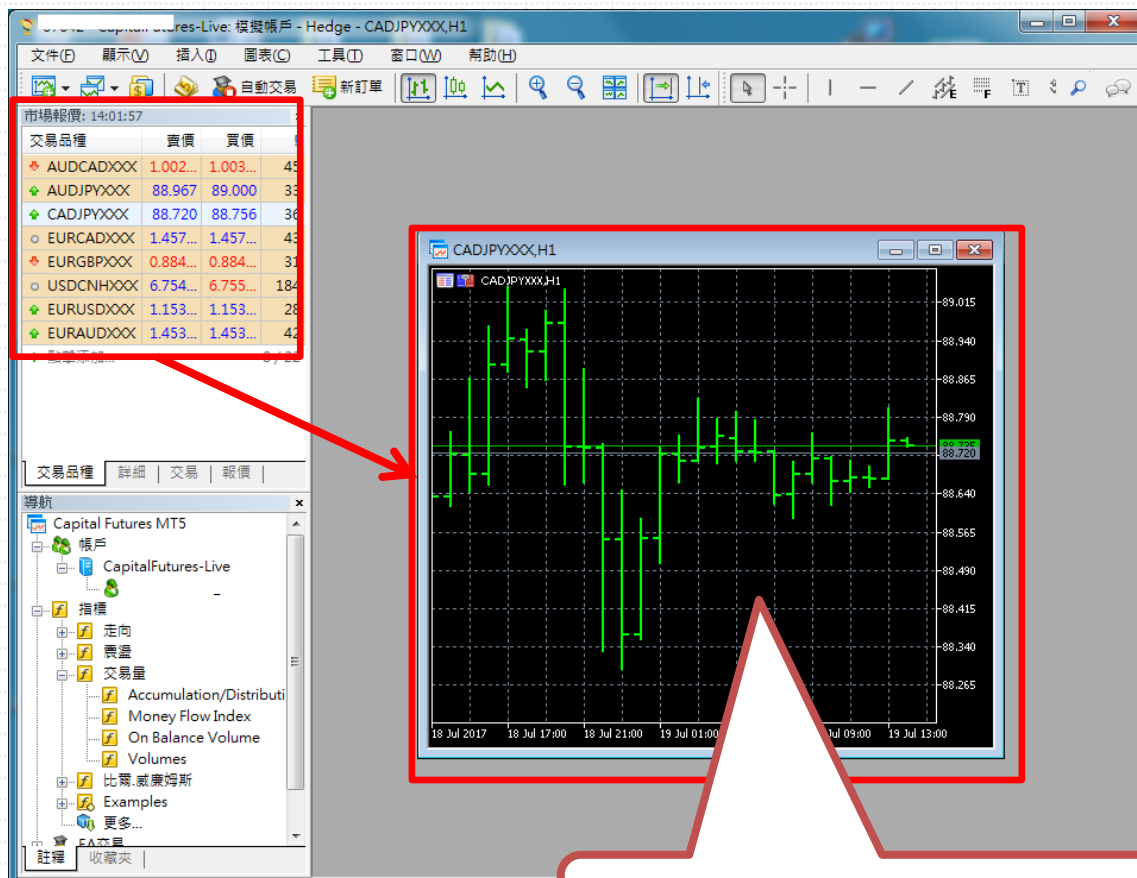 CapitalFutures-Live: 模擬帳戶 - Hedge - CADJPYXXX,H1
文件(F) 顯示(V) 插入(I) 圖表(C) 工具(T) 窗口(W) 幫助(H)
自動交易 新訂單
E F T
市場報價: 14:01:57
交易品種 賣價 買價
AUDCADXXX 1.002... 1.003... 45
AUDJPYXXX 88.967 89.000 33
CADJPYXXX 88.720 88.756 36
EURCADXXX 1.457... 1.457... 43
EURGBPXXX 0.884... 0.884... 31
USDCNHXXX 6.754... 6.755... 184
EURUSDXXX 1.153... 1.153... 28
EURAUDXXX 1.453... 1.453... 42
交易品種 詳細 交易 報價
CADJPYXXX,H1
CADJPYXXX,H1
89.015
88.940
88.865
88.790
88.720
88.640
88.565
88.490
88.415
88.340
88.265
18 Jul 2017 18 Jul 17:00 18 Jul 21:00 19 Jul 01:00 Jul 09:00 19 Jul 13:00
導航
Capital Futures MT5
帳戶
CapitalFutures-Live
指標
走向
震盪
交易量
Accumulation/Distributi
Money Flow Index
On Balance Volume
Volumes
比爾.威廉姆斯
Examples
更多...
EA交易
註釋 收藏夾